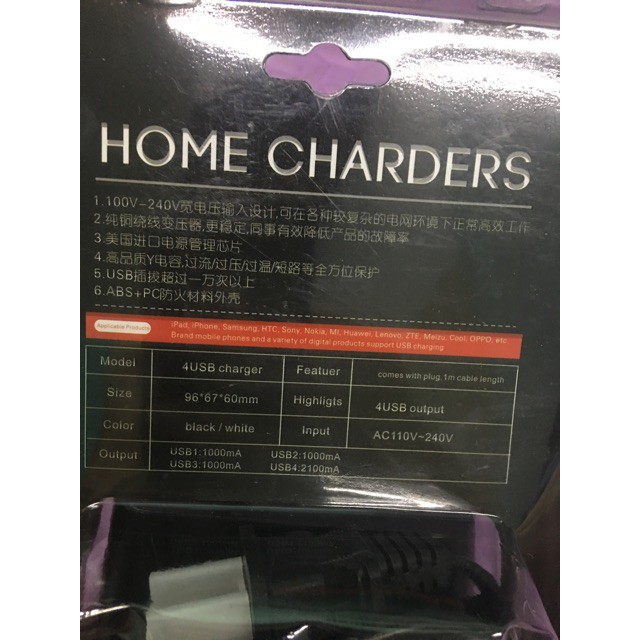 HOME CHARDERS
1.100V-240V宽电压输入设计,可在各种较复杂的电网环境下正常高效工作
2.纯铜绕线变压器,更稳定,同事有效降低产品的故障率
3.美国进口电源管理芯片
4.高品质Y电容,过流/过压/过温/短路等全方位保护
5.USB插拔超过一万次以上
6.ABS+PC防火材料外壳
Applicable Products
iPad, iPhone, Samsung, HTC, Sony, Nokia, MI, Huawei, Lenovo, ZTE, Meizu, Cool, OPPO, etc.
Brand mobile phones and a variety of digital products support USB charging
Model 4USB charger Featuer comes with plug,1m cable length
Size 96*67*60mm Highligts 4USB output
Color black / white Input AC110V~240V
Output USB1:1000mA USB2:1000mA
USB3:1000mA USB4:2100mA